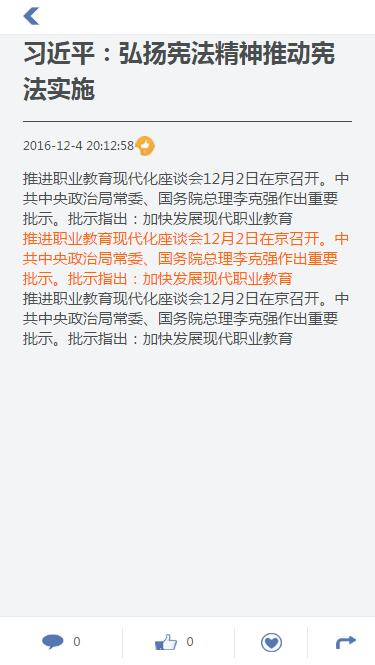 习近平：弘扬宪法精神推动宪
法实施
2016-12-4 20:12:58
推进职业教育现代化座谈会12月2日在京召开。中
共中央政治局常委、国务院总理李克强作出重要
批示。批示指出：加快发展现代职业教育
推进职业教育现代化座谈会12月2日在京召开。中
共中央政治局常委、国务院总理李克强作出重要
批示。批示指出：加快发展现代职业教育
推进职业教育现代化座谈会12月2日在京召开。中
共中央政治局常委、国务院总理李克强作出重要
批示。批示指出：加快发展现代职业教育
0 0